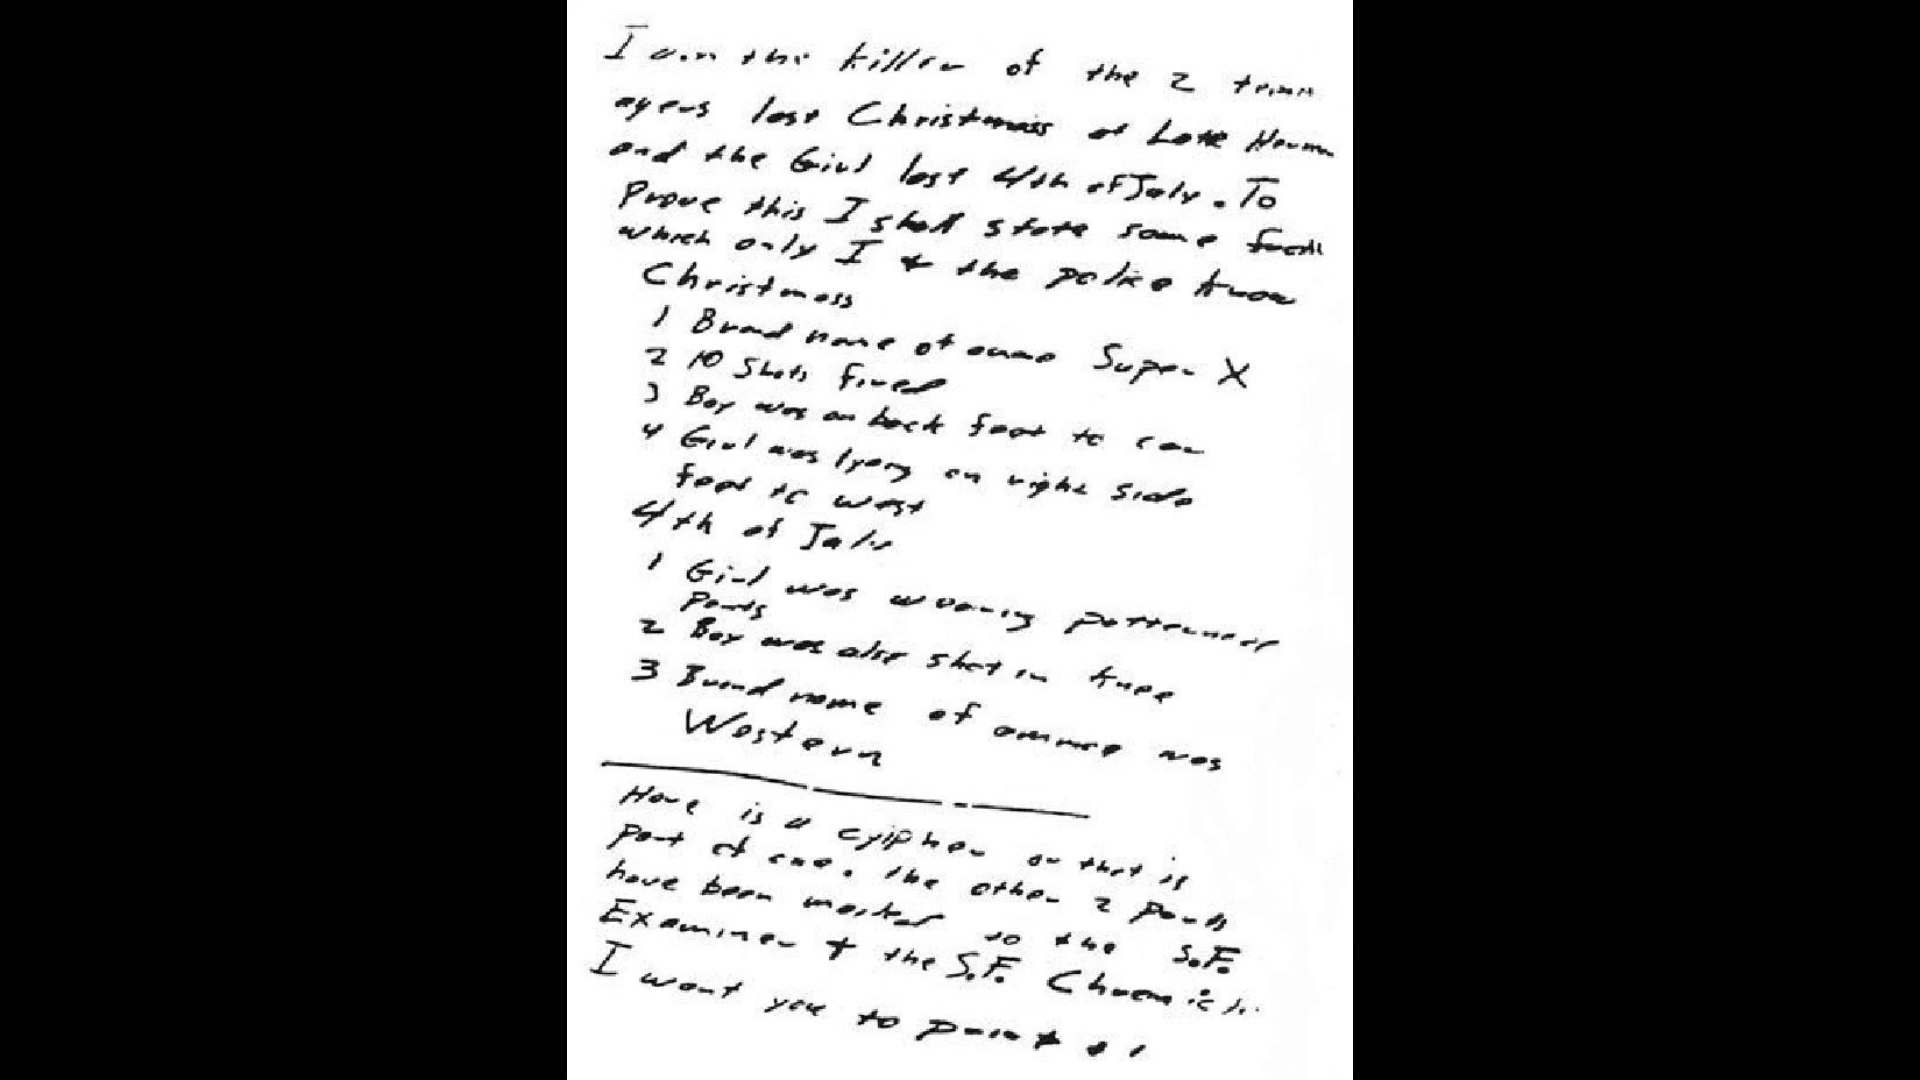 I am the killer of the 2 teen
agers last Christmass at Lake Herman
and the Girl last 4th of July. To
Prove this I shall state some facts
which only I + the police know
Christmass
1 Brand name of ammo Super X
2 10 Shots fired
3 Boy was on back feet to car
4 Girl was lyeng on right side
feet to west
4th of July
1 Girl was wearing patterned
pants
2 Boy was also shot in knee
3 Brand name of ammo was
Western
Here is a cyipher or that is
part of one. the other 2 parts
have been mailed to the S.F.
Examiner + the S.F. Chronicle
I want you to print